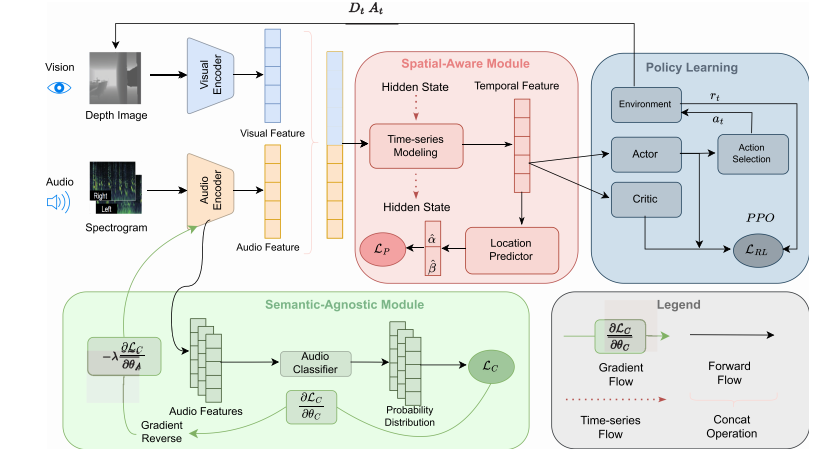 D_t A_t
Vision
Depth Image
Visual
Encoder
Visual Feature
Audio
Right
Left
Spectrogram
Audio
Encoder
Audio Feature
Spatial-Aware Module
Hidden State
Temporal Feature
Time-series
Modeling
Hidden State
Location
Predictor
α̂
β̂
ℒ_P
Policy Learning
Environment
r_t
a_t
Actor
Action
Selection
Critic
PPO
ℒ_RL
Semantic-Agnostic Module
−λ ∂ℒ_C/∂θ_A
Audio Features
Audio
Classifier
Probability
Distribution
ℒ_C
∂ℒ_C/∂θ_C
Gradient
Reverse
Legend
∂ℒ_C/∂θ_C
Gradient
Flow
Forward
Flow
Time-series
Flow
Concat
Operation